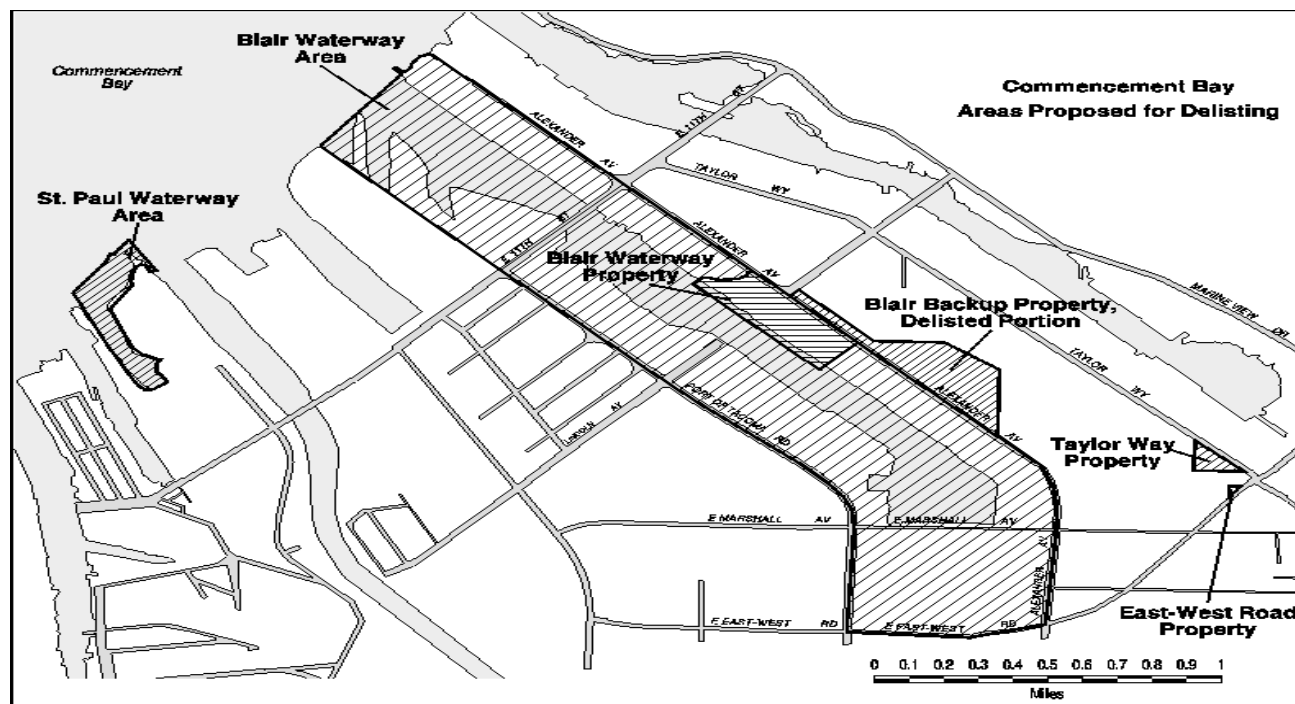 Blair Waterway
Area
Commencement
Bay
Commencement Bay
Areas Proposed for Delisting
E. 11TH ST
ALEXANDER AV
TAYLOR WY
St. Paul Waterway
Area
ALEXANDER AV
E. 11TH ST
Blair Waterway
Property
MARINE VIEW DR
Blair Backup Property,
Delisted Portion
TAYLOR WY
PORT OF TACOMA RD
LINCOLN AV
ALEXANDER AV
Taylor Way
Property
E MARSHALL AV
E MARSHALL AV
ALEXANDER AV
East-West Road
Property
E EAST-WEST RD
E EAST-WEST RD
0 0.1 0.2 0.3 0.4 0.5 0.6 0.7 0.8 0.9 1
Miles